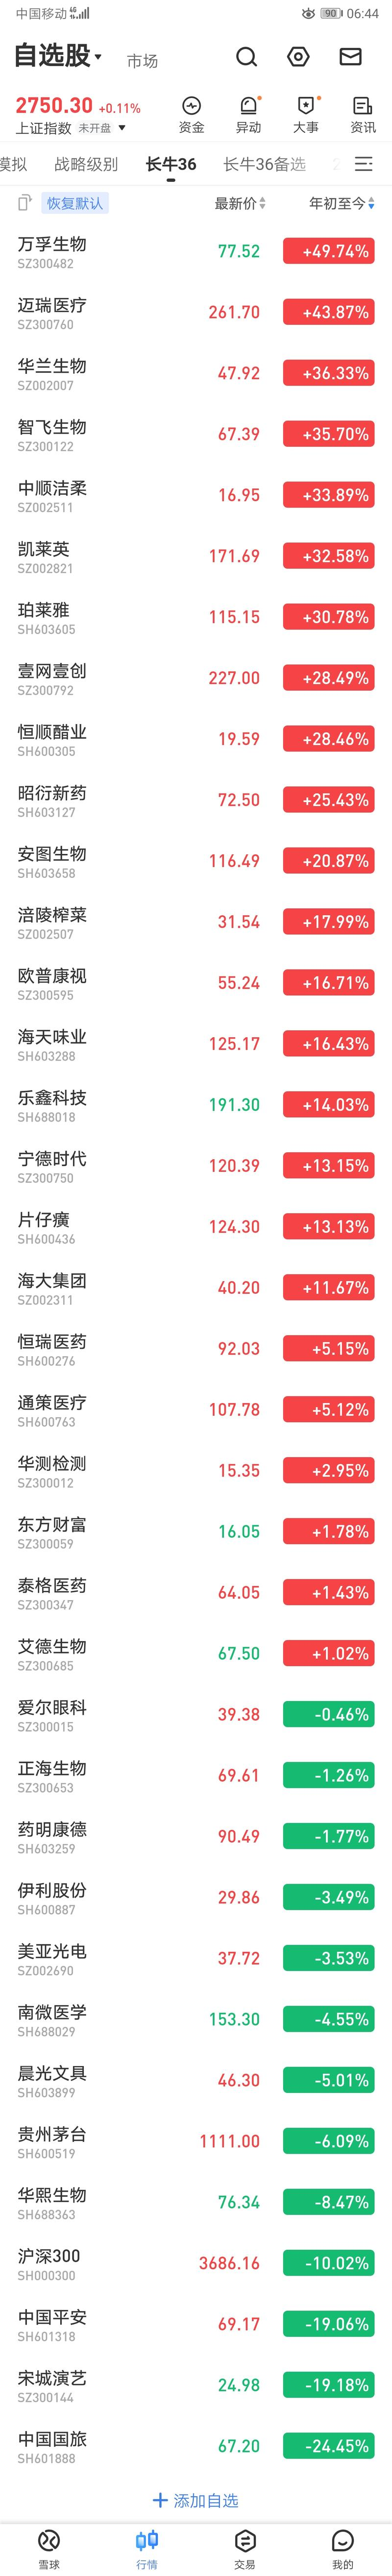 中国移动 4G 90 06:44
自选股 市场
2750.30 +0.11%
上证指数 未开盘
资金 异动 大事 资讯
模拟 战略级别 长牛36 长牛36备选
恢复默认 最新价 年初至今
万孚生物 77.52 +49.74%
SZ300482
迈瑞医疗 261.70 +43.87%
SZ300760
华兰生物 47.92 +36.33%
SZ002007
智飞生物 67.39 +35.70%
SZ300122
中顺洁柔 16.95 +33.89%
SZ002511
凯莱英 171.69 +32.58%
SZ002821
珀莱雅 115.15 +30.78%
SH603605
壹网壹创 227.00 +28.49%
SZ300792
恒顺醋业 19.59 +28.46%
SH600305
昭衍新药 72.50 +25.43%
SH603127
安图生物 116.49 +20.87%
SH603658
涪陵榨菜 31.54 +17.99%
SZ002507
欧普康视 55.24 +16.71%
SZ300595
海天味业 125.17 +16.43%
SH603288
乐鑫科技 191.30 +14.03%
SH688018
宁德时代 120.39 +13.15%
SZ300750
片仔癀 124.30 +13.13%
SH600436
海大集团 40.20 +11.67%
SZ002311
恒瑞医药 92.03 +5.15%
SH600276
通策医疗 107.78 +5.12%
SH600763
华测检测 15.35 +2.95%
SZ300012
东方财富 16.05 +1.78%
SZ300059
泰格医药 64.05 +1.43%
SZ300347
艾德生物 67.50 +1.02%
SZ300685
爱尔眼科 39.38 -0.46%
SZ300015
正海生物 69.61 -1.26%
SZ300653
药明康德 90.49 -1.77%
SH603259
伊利股份 29.86 -3.49%
SH600887
美亚光电 37.72 -3.53%
SZ002690
南微医学 153.30 -4.55%
SH688029
晨光文具 46.30 -5.01%
SH603899
贵州茅台 1111.00 -6.09%
SH600519
华熙生物 76.34 -8.47%
SH688363
沪深300 3686.16 -10.02%
SH000300
中国平安 69.17 -19.06%
SH601318
宋城演艺 24.98 -19.18%
SZ300144
中国国旅 67.20 -24.45%
SH601888
+ 添加自选
雪球 行情 交易 我的